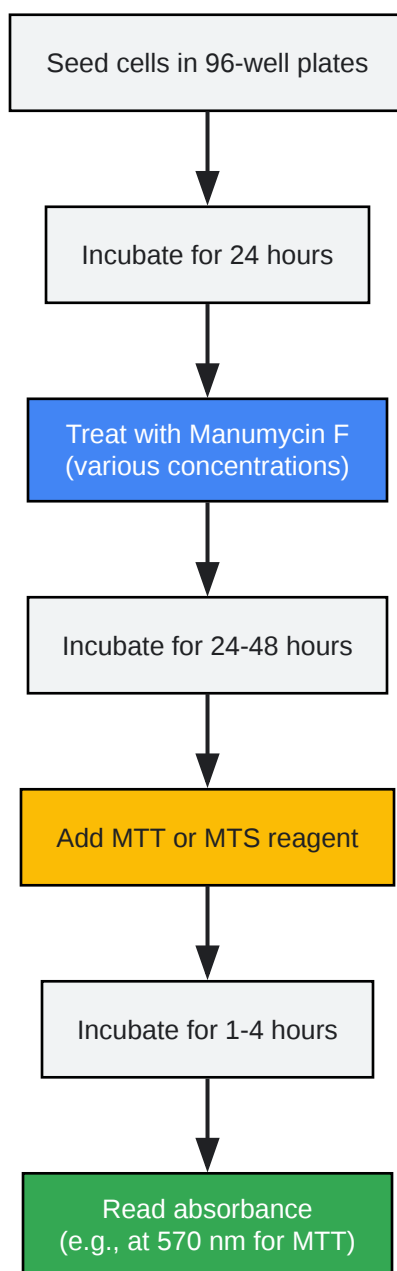 Seed cells in 96-well plates
Incubate for 24 hours
Treat with Manumycin F
(various concentrations)
Incubate for 24-48 hours
Add MTT or MTS reagent
Incubate for 1-4 hours
Read absorbance
(e.g., at 570 nm for MTT)